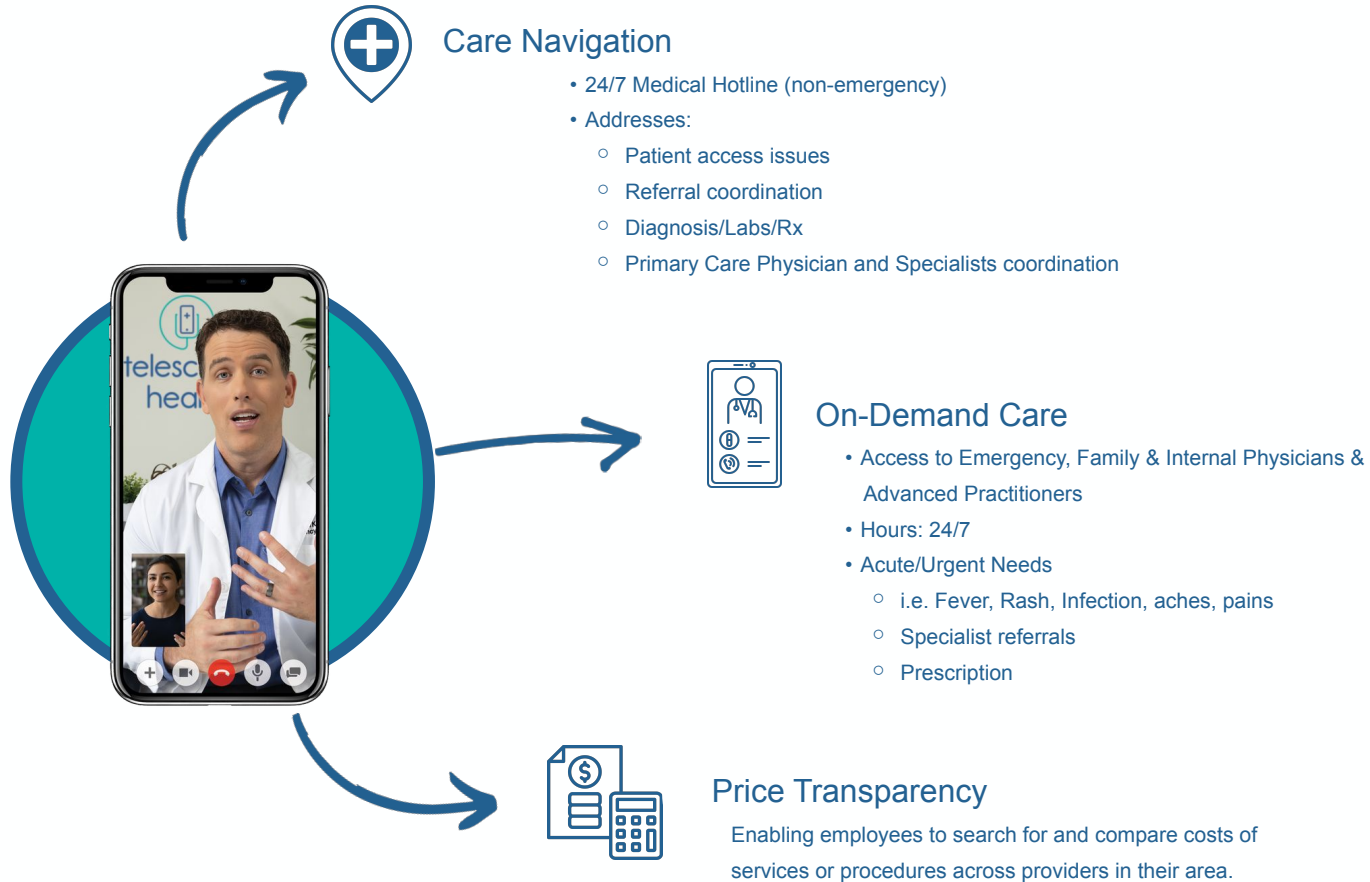 Care Navigation
• 24/7 Medical Hotline (non-emergency)
• Addresses:
○ Patient access issues
○ Referral coordination
○ Diagnosis/Labs/Rx
○ Primary Care Physician and Specialists coordination
telesc
heal
On-Demand Care
• Access to Emergency, Family & Internal Physicians &
Advanced Practitioners
• Hours: 24/7
• Acute/Urgent Needs
○ i.e. Fever, Rash, Infection, aches, pains
○ Specialist referrals
○ Prescription
Price Transparency
Enabling employees to search for and compare costs of
services or procedures across providers in their area.